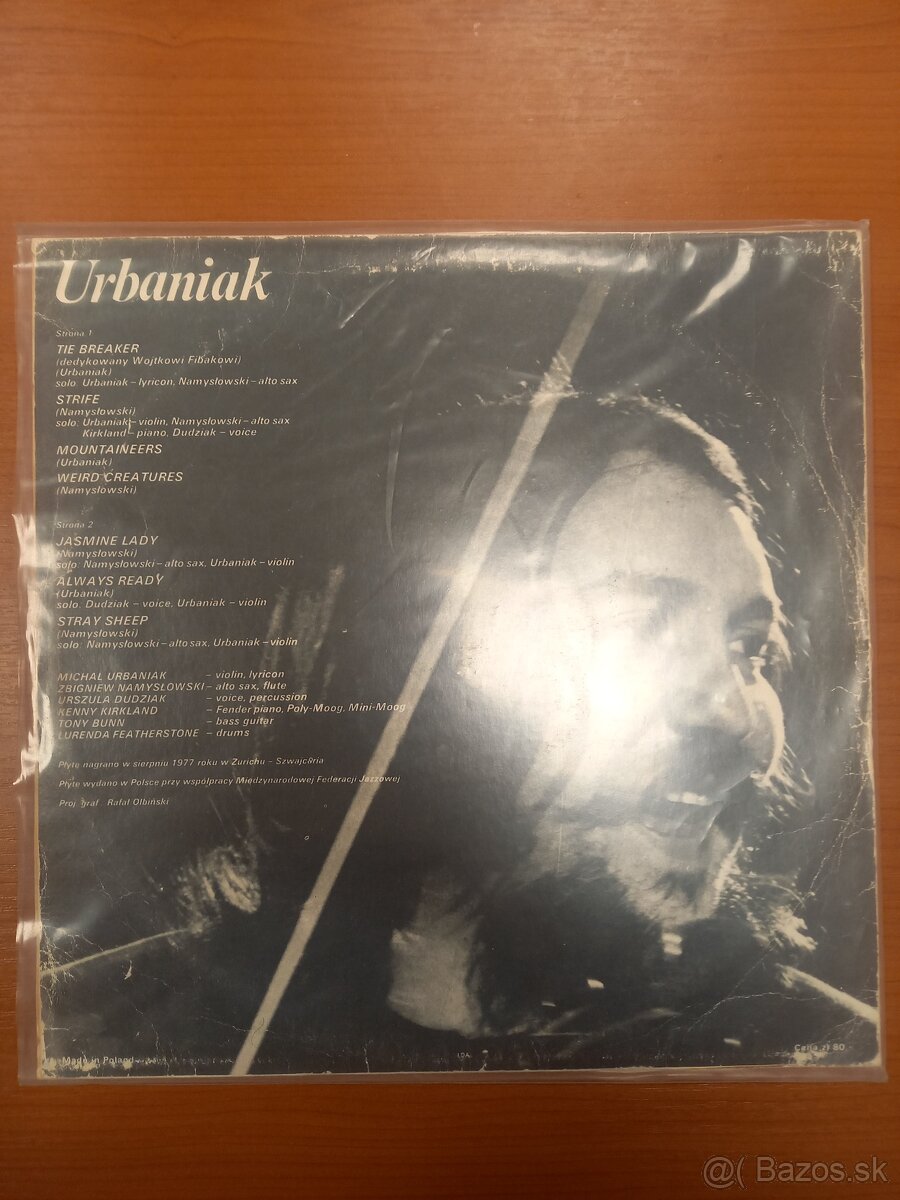 Urbaniak
Strona 1
TIE BREAKER
(dedykowany Wojtkowi Fibakowi)
(Urbaniak)
solo: Urbaniak – lyricon, Namysłowski – alto sax
STRIFE
(Namysłowski)
solo: Urbaniak – violin, Namysłowski – alto sax
Kirkland – piano, Dudziak – voice
MOUNTAINEERS
(Urbaniak)
WEIRD CREATURES
(Namysłowski)
Strona 2
JASMINE LADY
(Namysłowski)
solo: Namysłowski – alto sax, Urbaniak – violin
ALWAYS READY
(Urbaniak)
solo: Dudziak – voice, Urbaniak – violin
STRAY SHEEP
(Namysłowski)
solo: Namysłowski – alto sax, Urbaniak – violin
MICHAŁ URBANIAK – violin, lyricon
ZBIGNIEW NAMYSŁOWSKI – alto sax, flute
URSZULA DUDZIAK – voice, percussion
KENNY KIRKLAND – Fender piano, Poly-Moog, Mini-Moog
TONY BUNN – bass guitar
LURENDA FEATHERSTONE – drums
Płytę nagrano w sierpniu 1977 roku w Zurichu – Szwajcaria
Płytę wydano w Polsce przy współpracy Międzynarodowej Federacji Jazzowej
Proj. graf. Rafał Olbiński
Made in Poland
Cena zł 80.–
@( Bazos.sk